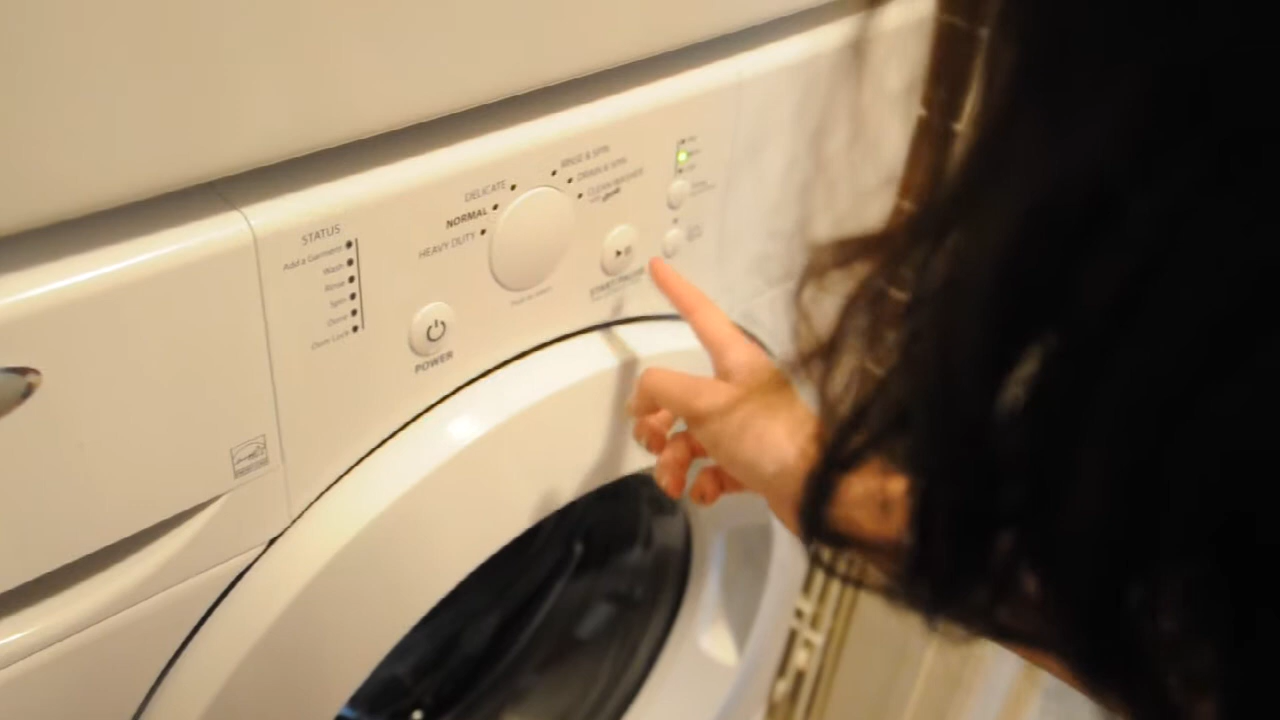 STATUS
Add a Garment
Wash
Rinse
Spin
Done
Door Lock
POWER
DELICATE
NORMAL
HEAVY DUTY
RINSE & SPIN
DRAIN & SPIN
CLEAN WASHER
START/PAUSE